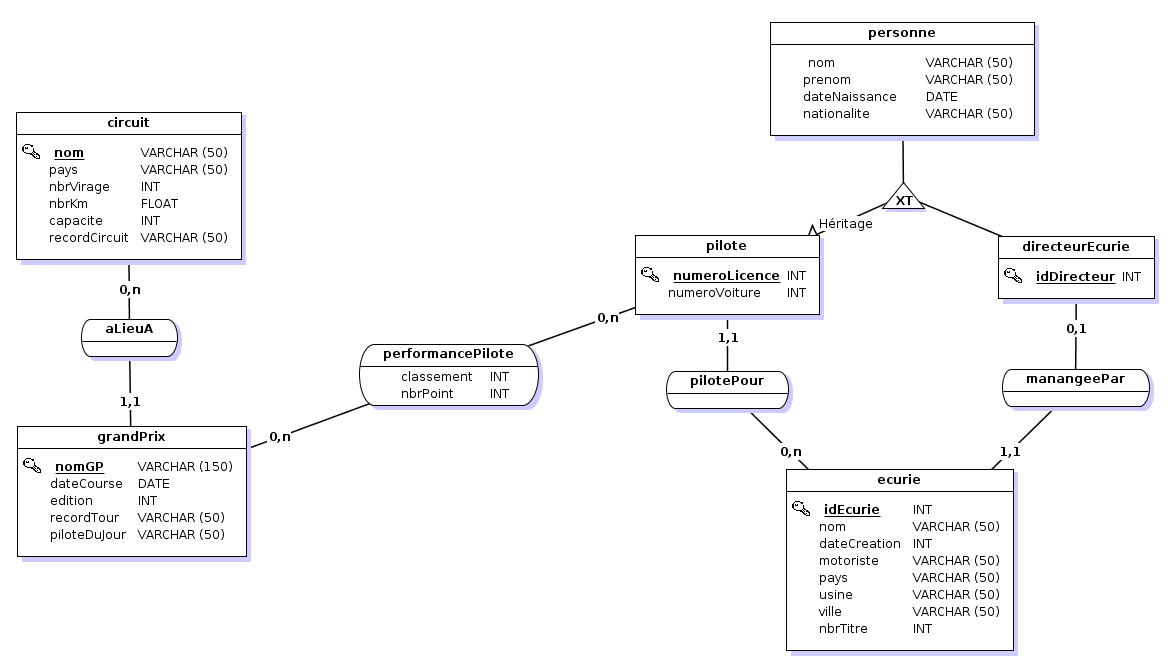 personne
nom VARCHAR (50)
prenom VARCHAR (50)
dateNaissance DATE
nationalite VARCHAR (50)
circuit
nom VARCHAR (50)
pays VARCHAR (50)
nbrVirage INT
nbrKm FLOAT
capacite INT
recordCircuit VARCHAR (50)
XT
Héritage
pilote
numeroLicence INT
numeroVoiture INT
directeurEcurie
idDirecteur INT
0,n
aLieuA
1,1
0,n
performancePilote
classement INT
nbrPoint INT
0,n
1,1
pilotePour
0,n
0,1
manangeePar
1,1
grandPrix
nomGP VARCHAR (150)
dateCourse DATE
edition INT
recordTour VARCHAR (50)
piloteDuJour VARCHAR (50)
ecurie
idEcurie INT
nom VARCHAR (50)
dateCreation INT
motoriste VARCHAR (50)
pays VARCHAR (50)
usine VARCHAR (50)
ville VARCHAR (50)
nbrTitre INT